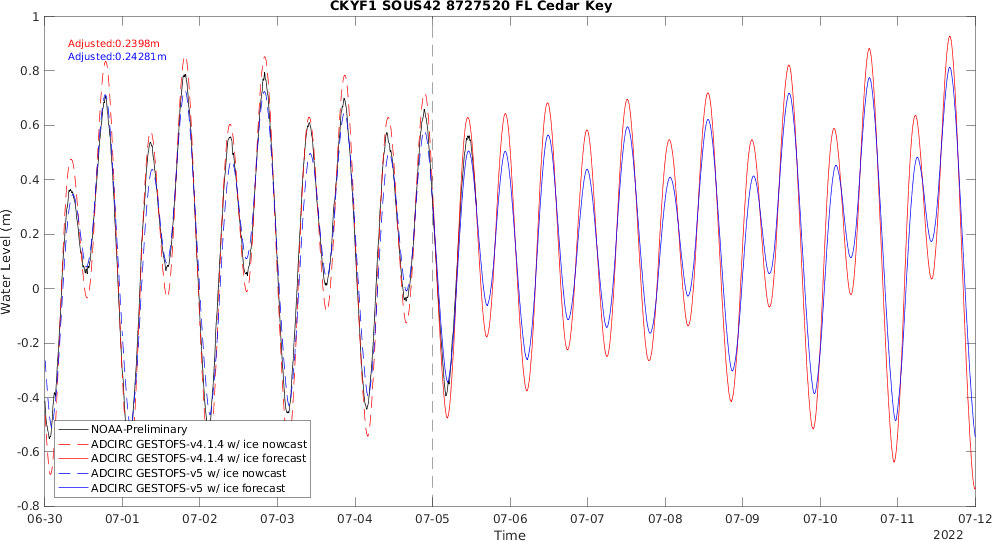 CKYF1 SOUS42 8727520 FL Cedar Key
Adjusted:0.2398m
Adjusted:0.24281m
1
0.8
0.6
0.4
0.2
0
-0.2
-0.4
-0.6
-0.8
Water Level (m)
NOAA-Preliminary
ADCIRC GESTOFS-v4.1.4 w/ ice nowcast
ADCIRC GESTOFS-v4.1.4 w/ ice forecast
ADCIRC GESTOFS-v5 w/ ice nowcast
ADCIRC GESTOFS-v5 w/ ice forecast
06-30 07-01 07-02 07-03 07-04 07-05 07-06 07-07 07-08 07-09 07-10 07-11 07-12
Time
2022